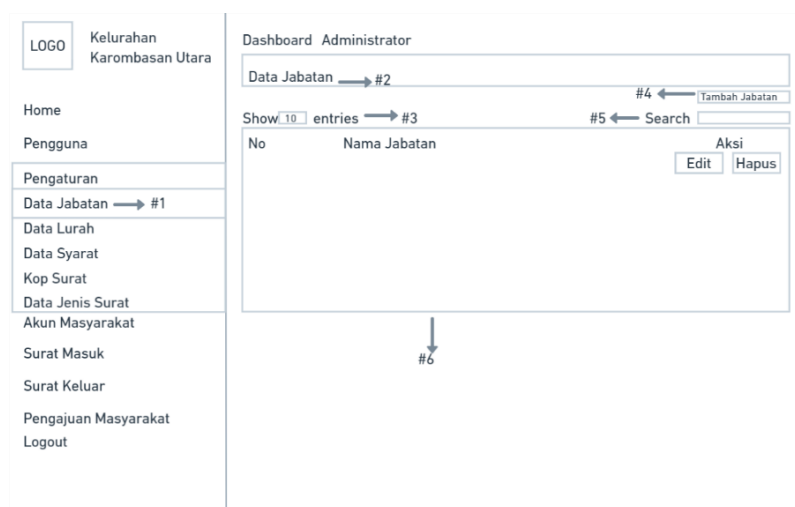 LOGO
Kelurahan
Karombasan Utara
Home
Pengguna
Pengaturan
Data Jabatan #1
Data Lurah
Data Syarat
Kop Surat
Data Jenis Surat
Akun Masyarakat
Surat Masuk
Surat Keluar
Pengajuan Masyarakat
Logout
Dashboard Administrator
Data Jabatan #2
#4 Tambah Jabatan
Show 10 entries #3 #5 Search
No Nama Jabatan Aksi
Edit Hapus
#6